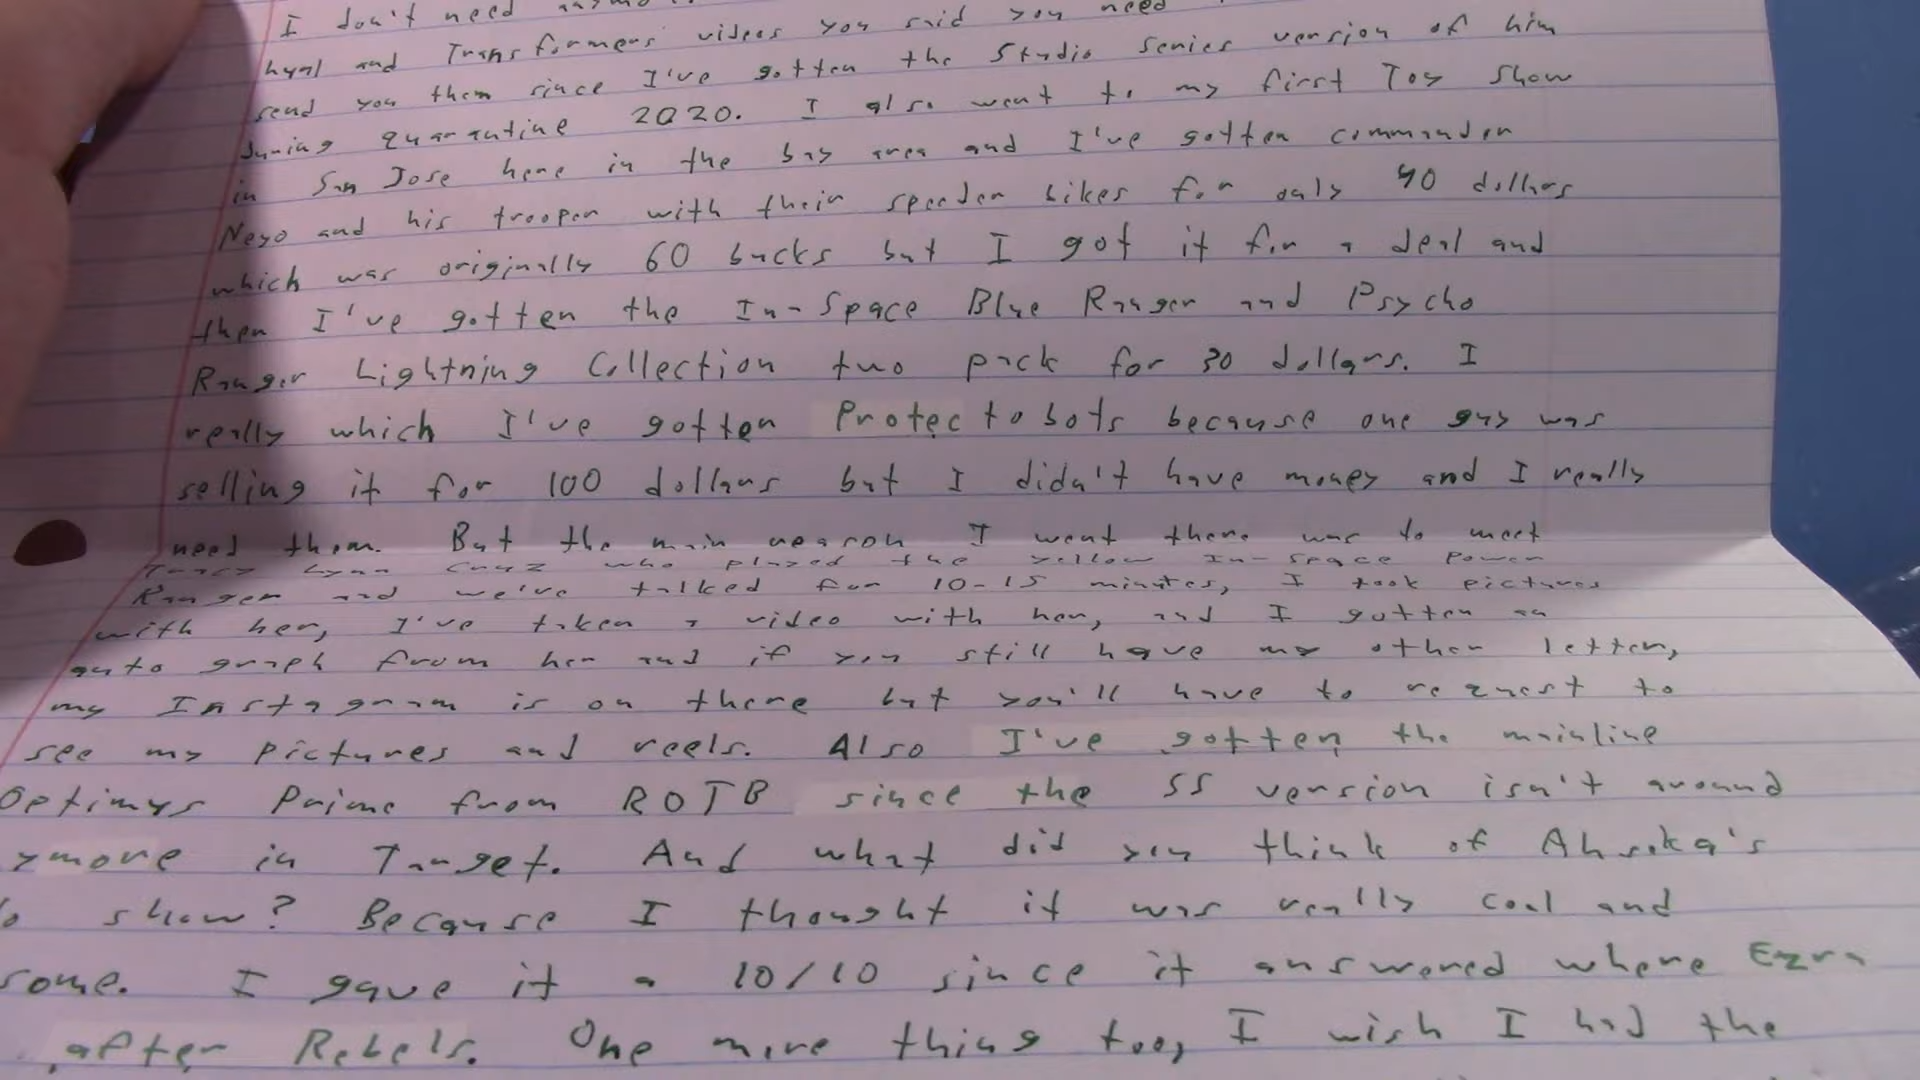 I don't need
hyal and Transformers videos you said you need
send you them since I've gotten the Studio Series version of him
during quarantine 2020. I also went to my first Toy Show
in San Jose here in the bay area and I've gotten commander
Neyo and his trooper with their speeder bikes for only 40 dollars
which was originally 60 bucks but I got it for a deal and
then I've gotten the In-Space Blue Ranger and Psycho
Ranger Lightning Collection two pack for 30 dollars. I
really which I've gotten Protectobots because one guy was
selling it for 100 dollars but I didn't have money and I really
need them. But the main reason I went there was to meet
Tracy Lynn Cruz who played the yellow In-Space Power
Ranger and we've talked for 10-15 minutes, I took pictures
with her, I've taken a video with her, and I gotten an
auto graph from her and if you still have my other letter,
my Instagram is on there but you'll have to request to
see my pictures and reels. Also I've gotten the mainline
Optimus Prime from ROTB since the SS version isn't around
ymore in Target. And what did you think of Ahsoka's
show? Because I thought it was really cool and
some. I gave it a 10/10 since it answered where Ezra
after Rebels. One more thing too, I wish I had the